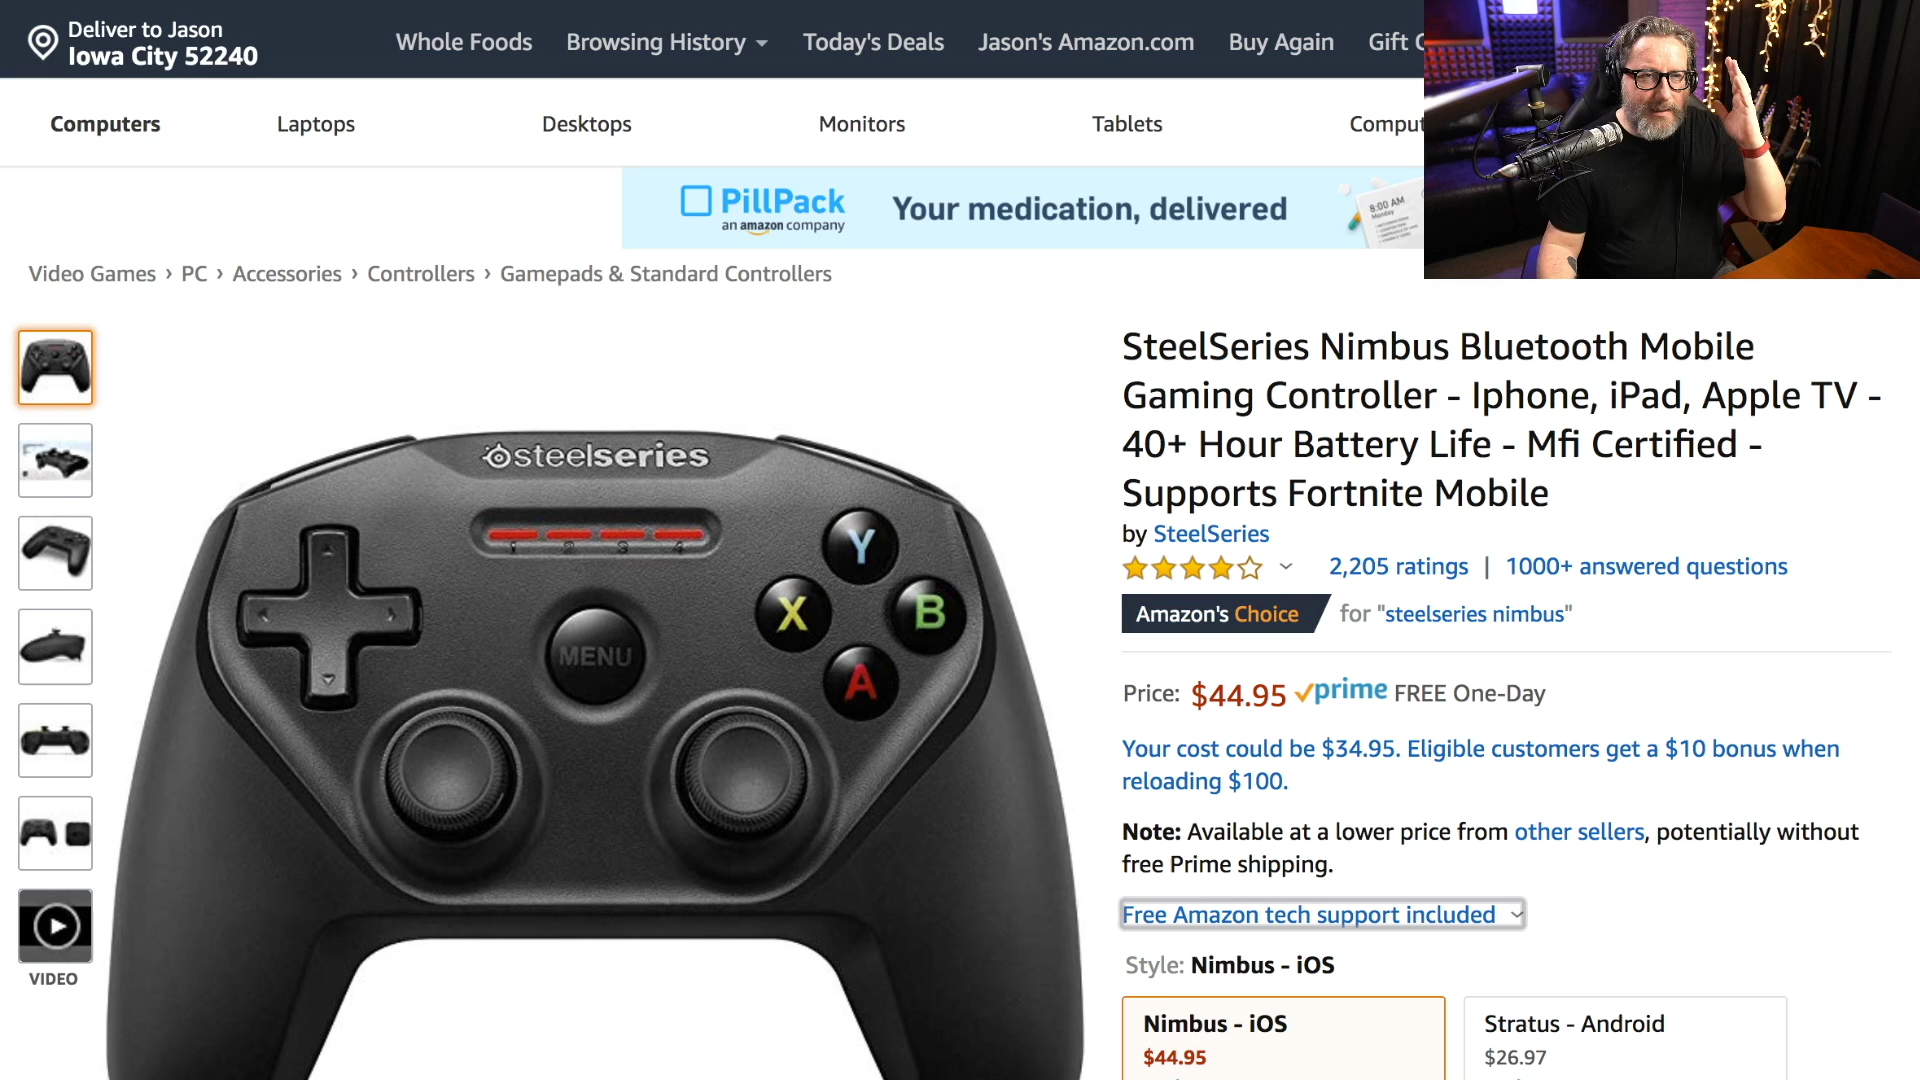 Deliver to Jason
Iowa City 52240
Whole Foods Browsing History Today's Deals Jason's Amazon.com Buy Again Gift
Computers Laptops Desktops Monitors Tablets Comput
PillPack
an amazon company
Your medication, delivered
8:00 AM
Monday
Video Games › PC › Accessories › Controllers › Gamepads & Standard Controllers
steelseries
1 2 3 4
Y
X
B
A
MENU
VIDEO
SteelSeries Nimbus Bluetooth Mobile
Gaming Controller - Iphone, iPad, Apple TV -
40+ Hour Battery Life - Mfi Certified -
Supports Fortnite Mobile
by SteelSeries
2,205 ratings | 1000+ answered questions
Amazon's Choice for "steelseries nimbus"
Price: $44.95 prime FREE One-Day
Your cost could be $34.95. Eligible customers get a $10 bonus when
reloading $100.
Note: Available at a lower price from other sellers, potentially without
free Prime shipping.
Free Amazon tech support included
Style: Nimbus - iOS
Nimbus - iOS
$44.95
Stratus - Android
$26.97